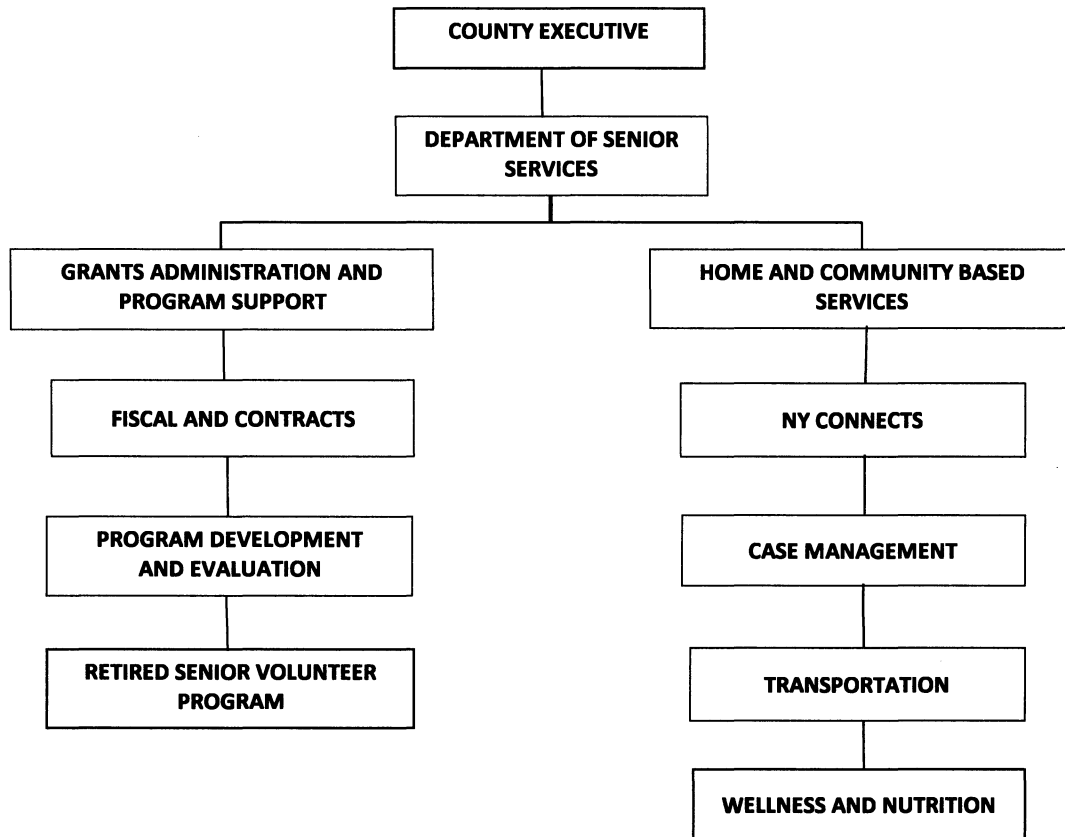 COUNTY EXECUTIVE
DEPARTMENT OF SENIOR
SERVICES
GRANTS ADMINISTRATION AND
PROGRAM SUPPORT
HOME AND COMMUNITY BASED
SERVICES
FISCAL AND CONTRACTS
NY CONNECTS
PROGRAM DEVELOPMENT
AND EVALUATION
CASE MANAGEMENT
RETIRED SENIOR VOLUNTEER
PROGRAM
TRANSPORTATION
WELLNESS AND NUTRITION